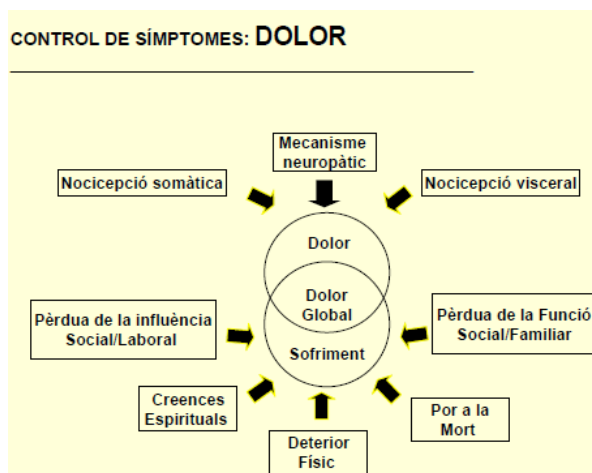 CONTROL DE SÍMPTOMES: DOLOR
Mecanisme
neuropàtic
Nocicepció somàtica
Nocicepció visceral
Dolor
Dolor
Global
Sofriment
Pèrdua de la influència
Social/Laboral
Pèrdua de la Funció
Social/Familiar
Creences
Espirituals
Deterior
Físic
Por a la
Mort